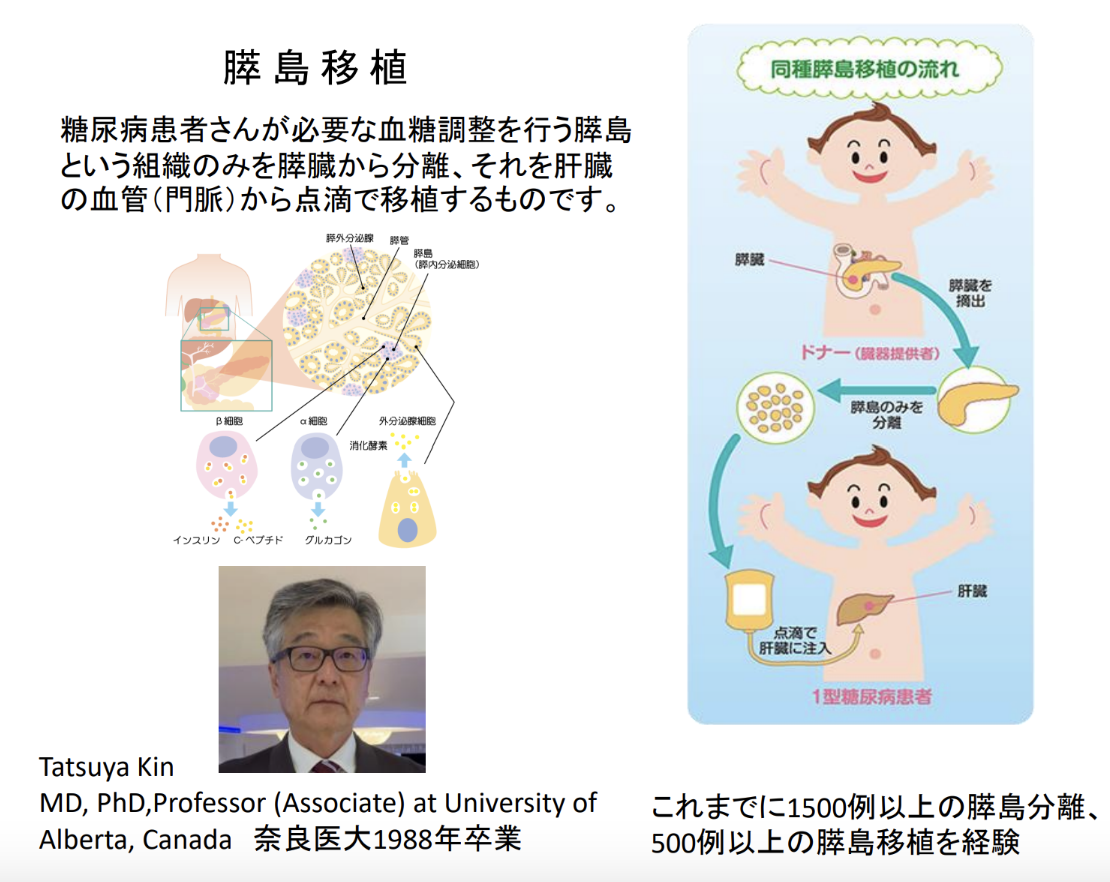 膵島移植
糖尿病患者さんが必要な血糖調整を行う膵島
という組織のみを膵臓から分離、それを肝臓
の血管（門脈）から点滴で移植するものです。
膵外分泌腺
膵管
膵島
（膵内分泌細胞）
β細胞
α細胞
外分泌腺細胞
消化酵素
インスリン
C-ペプチド
グルカゴン
Tatsuya Kin
MD, PhD,Professor (Associate) at University of
Alberta, Canada 奈良医大1988年卒業
同種膵島移植の流れ
膵臓
膵臓を
摘出
ドナー（臓器提供者）
膵島のみを
分離
肝臓
点滴で
肝臓に注入
1型糖尿病患者
これまでに1500例以上の膵島分離、
500例以上の膵島移植を経験